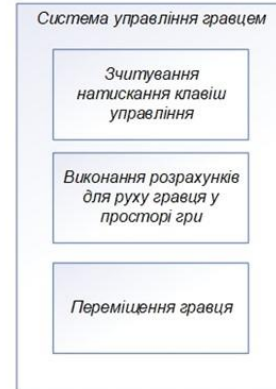 Система управління гравцем
Зчитування
натискання клавіш
управління
Виконання розрахунків
для руху гравця у
просторі гри
Переміщення гравця